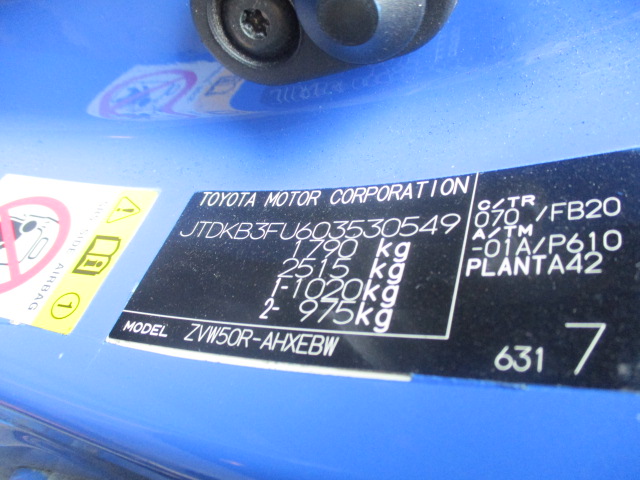 TOYOTA MOTOR CORPORATION
JTDKB3FU603530549
1790 kg
2515 kg
1-1020kg
2- 975kg
MODEL ZVW50R-AHXEBW
C/TR
070 /FB20
A/TM
-01A/P610
PLANTA42
631 7
AIRBAG
1